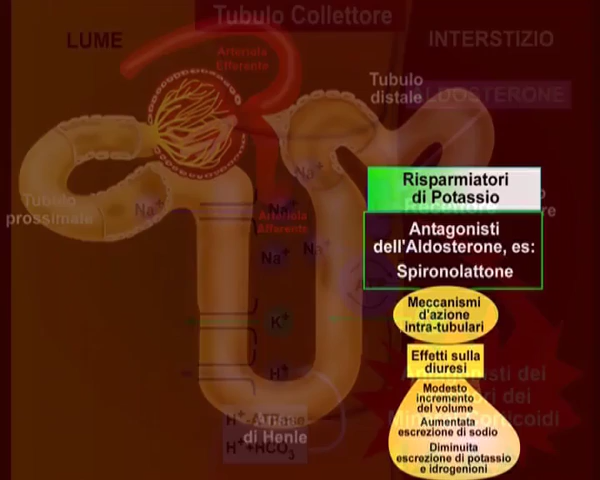 Tubulo Collettore
LUME
INTERSTIZIO
Arteriola
Efferente
Tubulo
distale
ALDOSTERONE
Na+
Risparmiatori
di Potassio
Tubulo
prossimale
Na+
Na+
Arteriola
Afferente
Na+
Na+
Antagonisti
dell'Aldosterone, es:
Spironolattone
Meccanismi
d'azione
intra-tubulari
K+
Effetti sulla
diuresi
H+
Modesto
incremento
del volume
Aumentata
escrezione di sodio
Diminuita
escrezione di potassio
e idrogenioni
H+-ATPase
di Henle
H++HCO3-